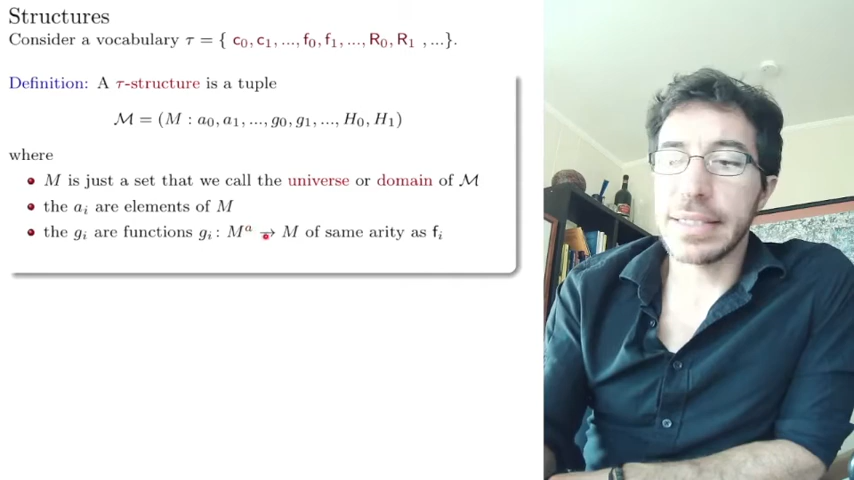 Structures
Consider a vocabulary τ = { c₀, c₁, ..., f₀, f₁, ..., R₀, R₁ , ...}.
Definition: A τ-structure is a tuple
ℳ = (M : a₀, a₁, ..., g₀, g₁, ..., H₀, H₁)
where
• M is just a set that we call the universe or domain of ℳ
• the aᵢ are elements of M
• the gᵢ are functions gᵢ : Mᵃ → M of same arity as fᵢ